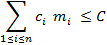 ∑ c_i m_i ≤ C
1≤i≤n